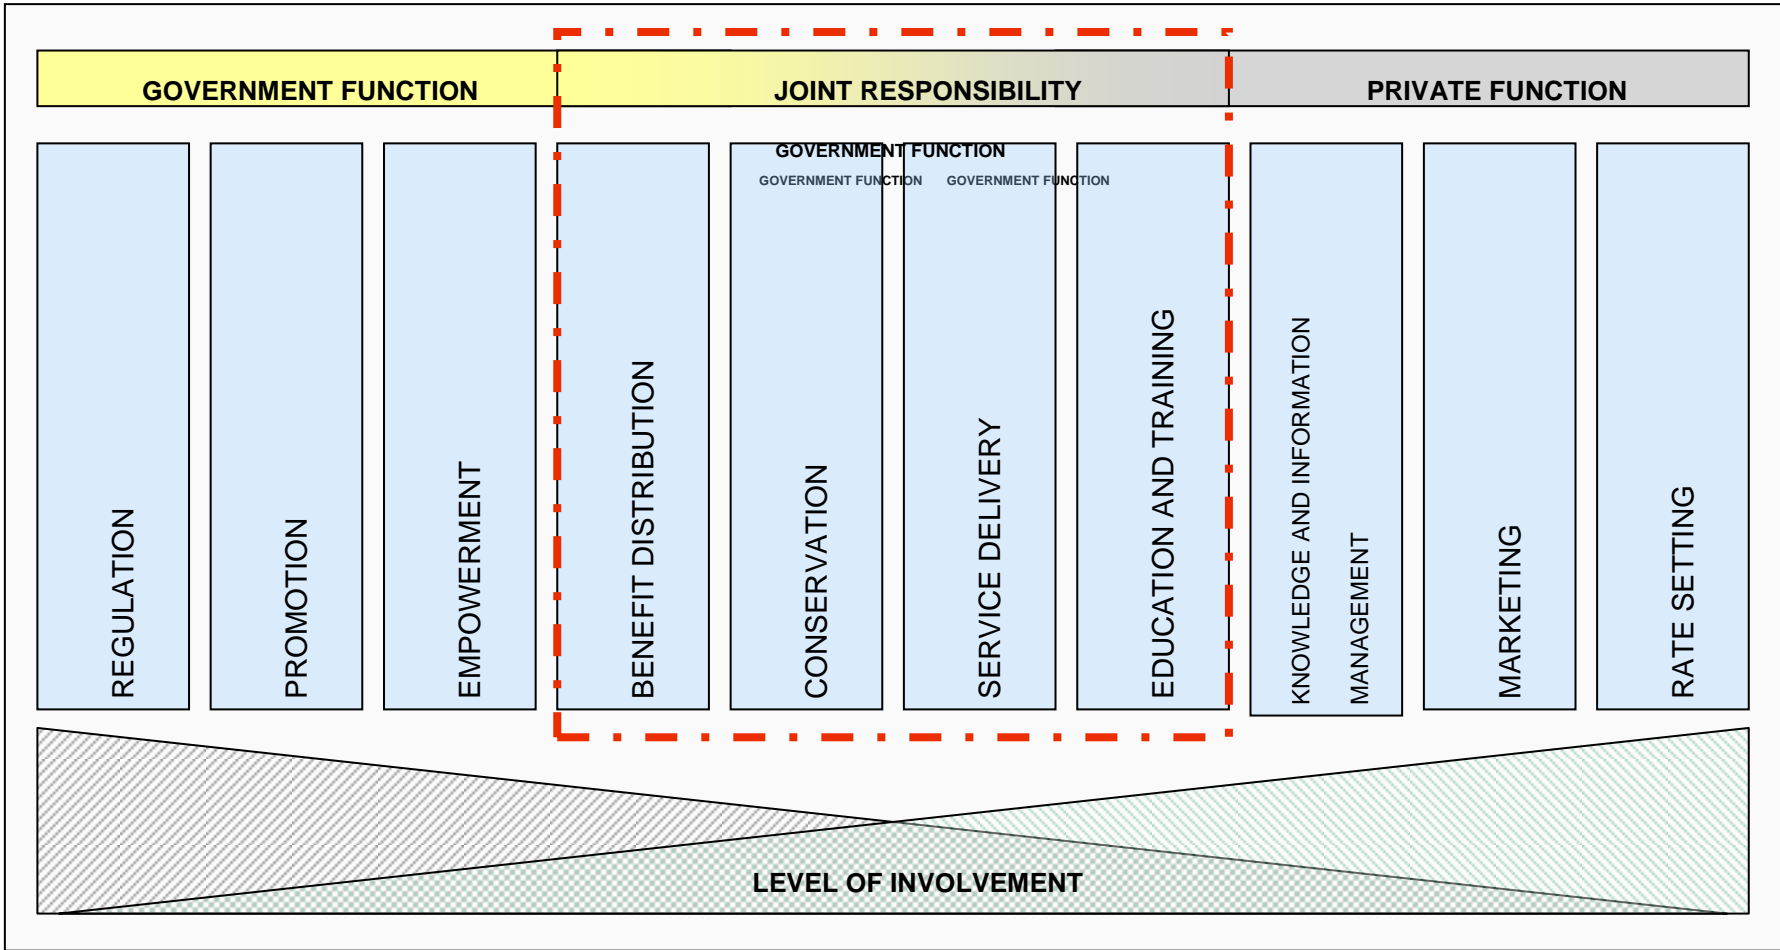 GOVERNMENT FUNCTION
JOINT RESPONSIBILITY
PRIVATE FUNCTION
GOVERNMENT FUNCTION
GOVERNMENT FUNCTION
GOVERNMENT FUNCTION
REGULATION
PROMOTION
EMPOWERMENT
BENEFIT DISTRIBUTION
CONSERVATION
SERVICE DELIVERY
EDUCATION AND TRAINING
KNOWLEDGE AND INFORMATION
MANAGEMENT
MARKETING
RATE SETTING
LEVEL OF INVOLVEMENT